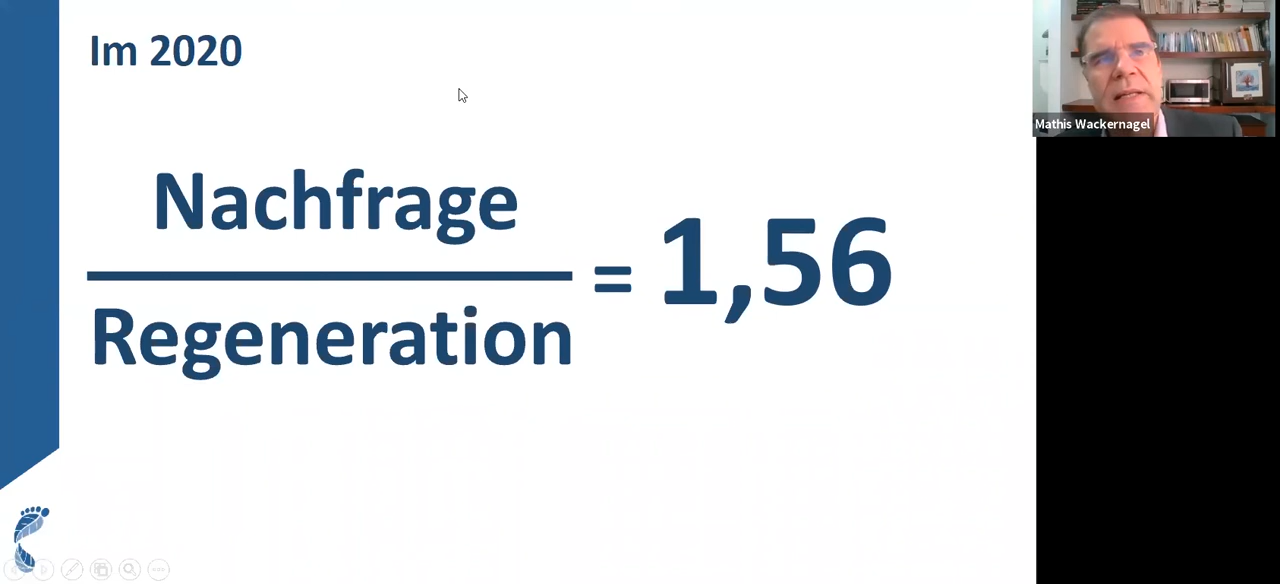 Im 2020
Nachfrage
Regeneration
= 1,56
Mathis Wackernagel